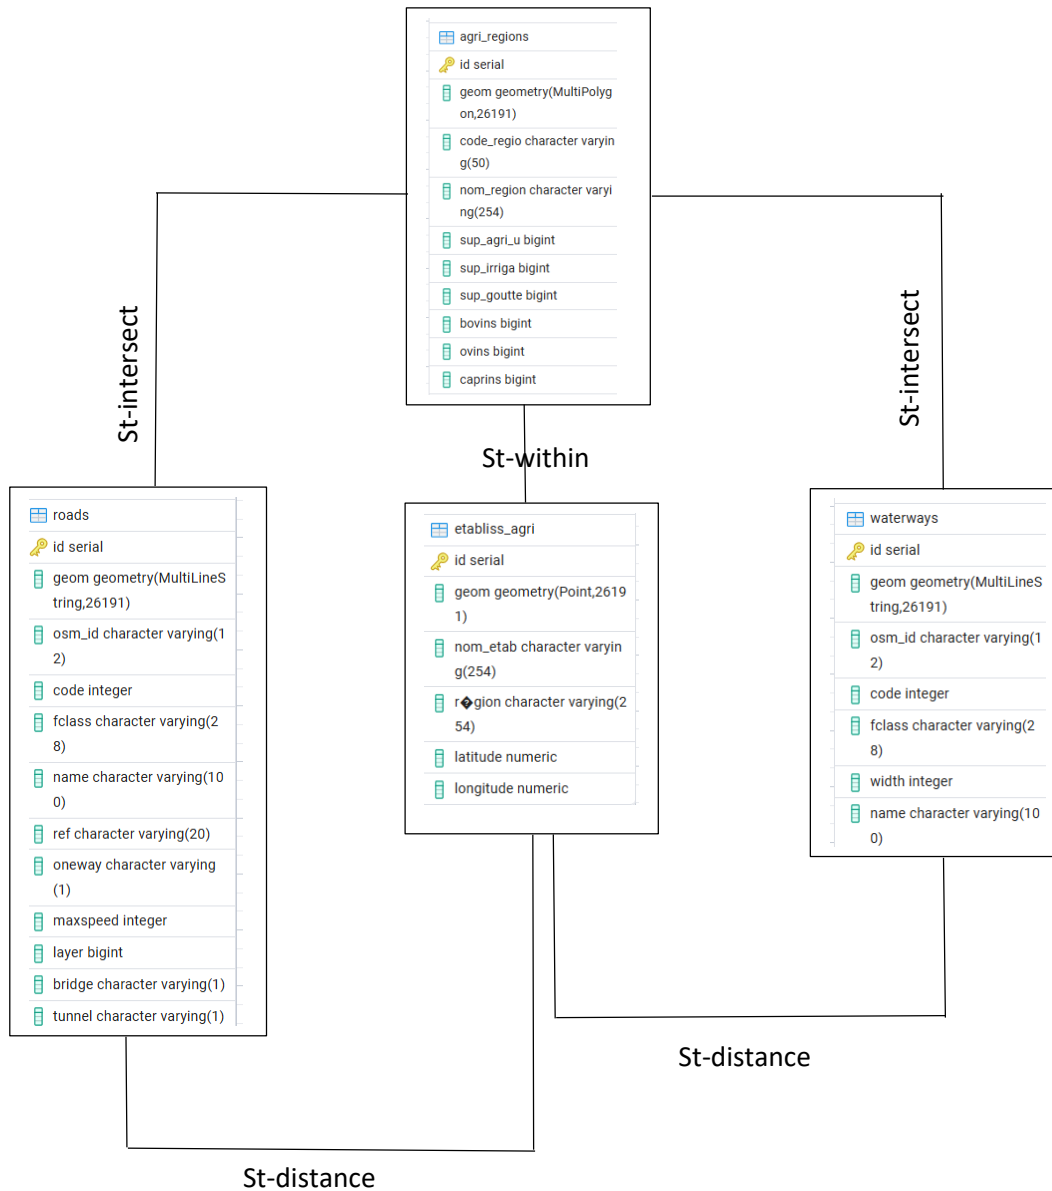 agri_regions
id serial
geom geometry(MultiPolyg
on,26191)
code_regio character varyin
g(50)
nom_region character varyi
ng(254)
sup_agri_u bigint
sup_irriga bigint
sup_goutte bigint
bovins bigint
ovins bigint
caprins bigint
St-intersect
St-within
St-intersect
roads
id serial
geom geometry(MultiLineS
tring,26191)
osm_id character varying(1
2)
code integer
fclass character varying(2
8)
name character varying(10
0)
ref character varying(20)
oneway character varying
(1)
maxspeed integer
layer bigint
bridge character varying(1)
tunnel character varying(1)
etabliss_agri
id serial
geom geometry(Point,2619
1)
nom_etab character varyin
g(254)
r�gion character varying(2
54)
latitude numeric
longitude numeric
waterways
id serial
geom geometry(MultiLineS
tring,26191)
osm_id character varying(1
2)
code integer
fclass character varying(2
8)
width integer
name character varying(10
0)
St-distance
St-distance